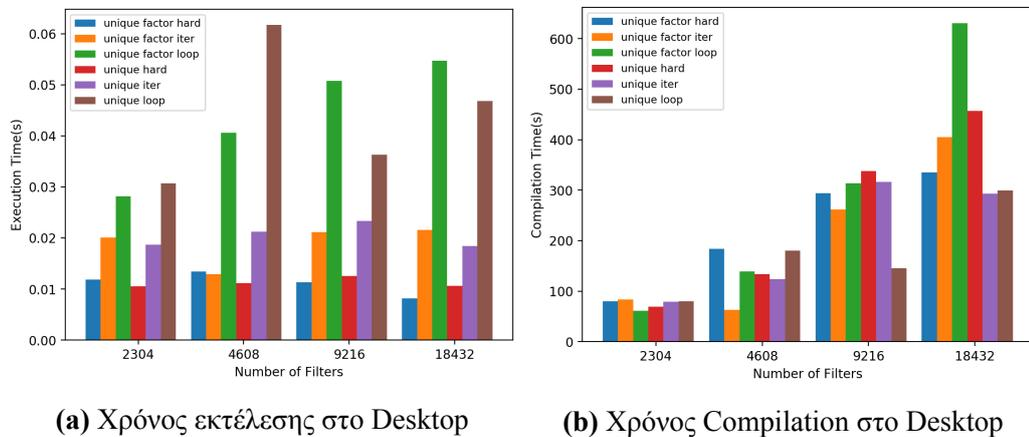 unique factor hard
unique factor iter
unique factor loop
unique hard
unique iter
unique loop
0.06
0.05
0.04
0.03
0.02
0.01
0.00
Execution Time(s)
2304 4608 9216 18432
Number of Filters
(a) Χρόνος εκτέλεσης στο Desktop
unique factor hard
unique factor iter
unique factor loop
unique hard
unique iter
unique loop
600
500
400
300
200
100
0
Compilation Time(s)
2304 4608 9216 18432
Number of Filters
(b) Χρόνος Compilation στο Desktop